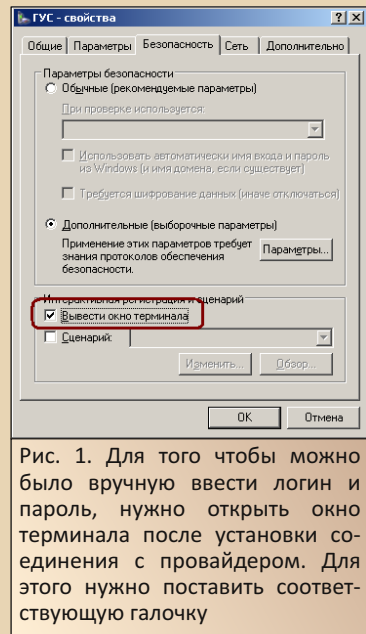 ГУС - свойства
Общие Параметры Безопасность Сеть Дополнительно
Параметры безопасности
Обычные (рекомендуемые параметры)
При проверке используется:
Использовать автоматически имя входа и пароль
из Windows (и имя домена, если существует)
Требуется шифрование данных (иначе отключаться)
Дополнительные (выборочные параметры)
Применение этих параметров требует
знания протоколов обеспечения
безопасности.
Параметры...
Интерактивная регистрация и сценарий
Вывести окно терминала
Сценарий:
Изменить... Обзор...
OK Отмена
Рис. 1. Для того чтобы можно
было вручную ввести логин и
пароль, нужно открыть окно
терминала после установки со-
единения с провайдером. Для
этого нужно поставить соответ-
ствующую галочку